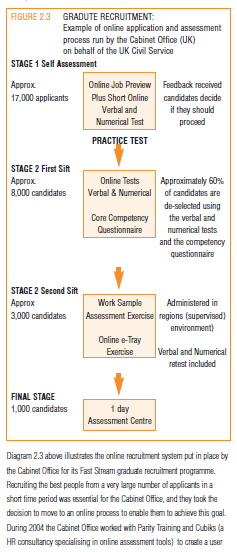 FIGURE 2.3 GRADUTE RECRUITMENT:
Example of online application and assessment
process run by the Cabinet Office (UK)
on behalf of the UK Civil Service
STAGE 1 Self Assessment
Approx. Online Job Preview Feedback received
17,000 applicants Plus Short Online candidates decide
Verbal and if they should
Numerical Test proceed
PRACTICE TEST
STAGE 2 First Sift
Approx. Online Tests Approximately 60%
8,000 candidates Verbal & Numerical of candidates are
de-selected using
Core Competency the verbal and
Questionnaire numerical tests
and the competency
questionnaire
STAGE 2 Second Sift
Approx Work Sample Administered in
3,000 candidates Assessment Exercise regions (supervised)
environment)
Online e-Tray
Exercise Verbal and Numerical
retest included
FINAL STAGE
1,000 candidates 1 day
Assessment Centre
Diagram 2.3 above illustrates the online recruitment system put in place by
the Cabinet Office for its Fast Stream graduate recruitment programme.
Recruiting the best people from a very large number of applicants in a
short time period was essential for the Cabinet Office, and they took the
decision to move to an online process to enable them to achieve this goal.
During 2004 the Cabinet Office worked with Parity Training and Cubiks (a
HR consultancy specialising in online assessment tools) to create a user